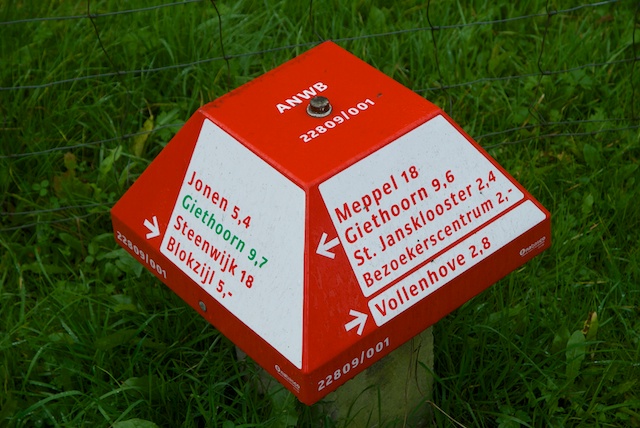 ANWB
22809/001
Jonen 5,4
Giethoorn 9,7
Steenwijk 18
Blokzijl 5,-
22809/001
Meppel 18
Giethoorn 9,6
St. Jansklooster 2,4
Bezoekerscentrum 2,-
Vollenhove 2,8
22809/001